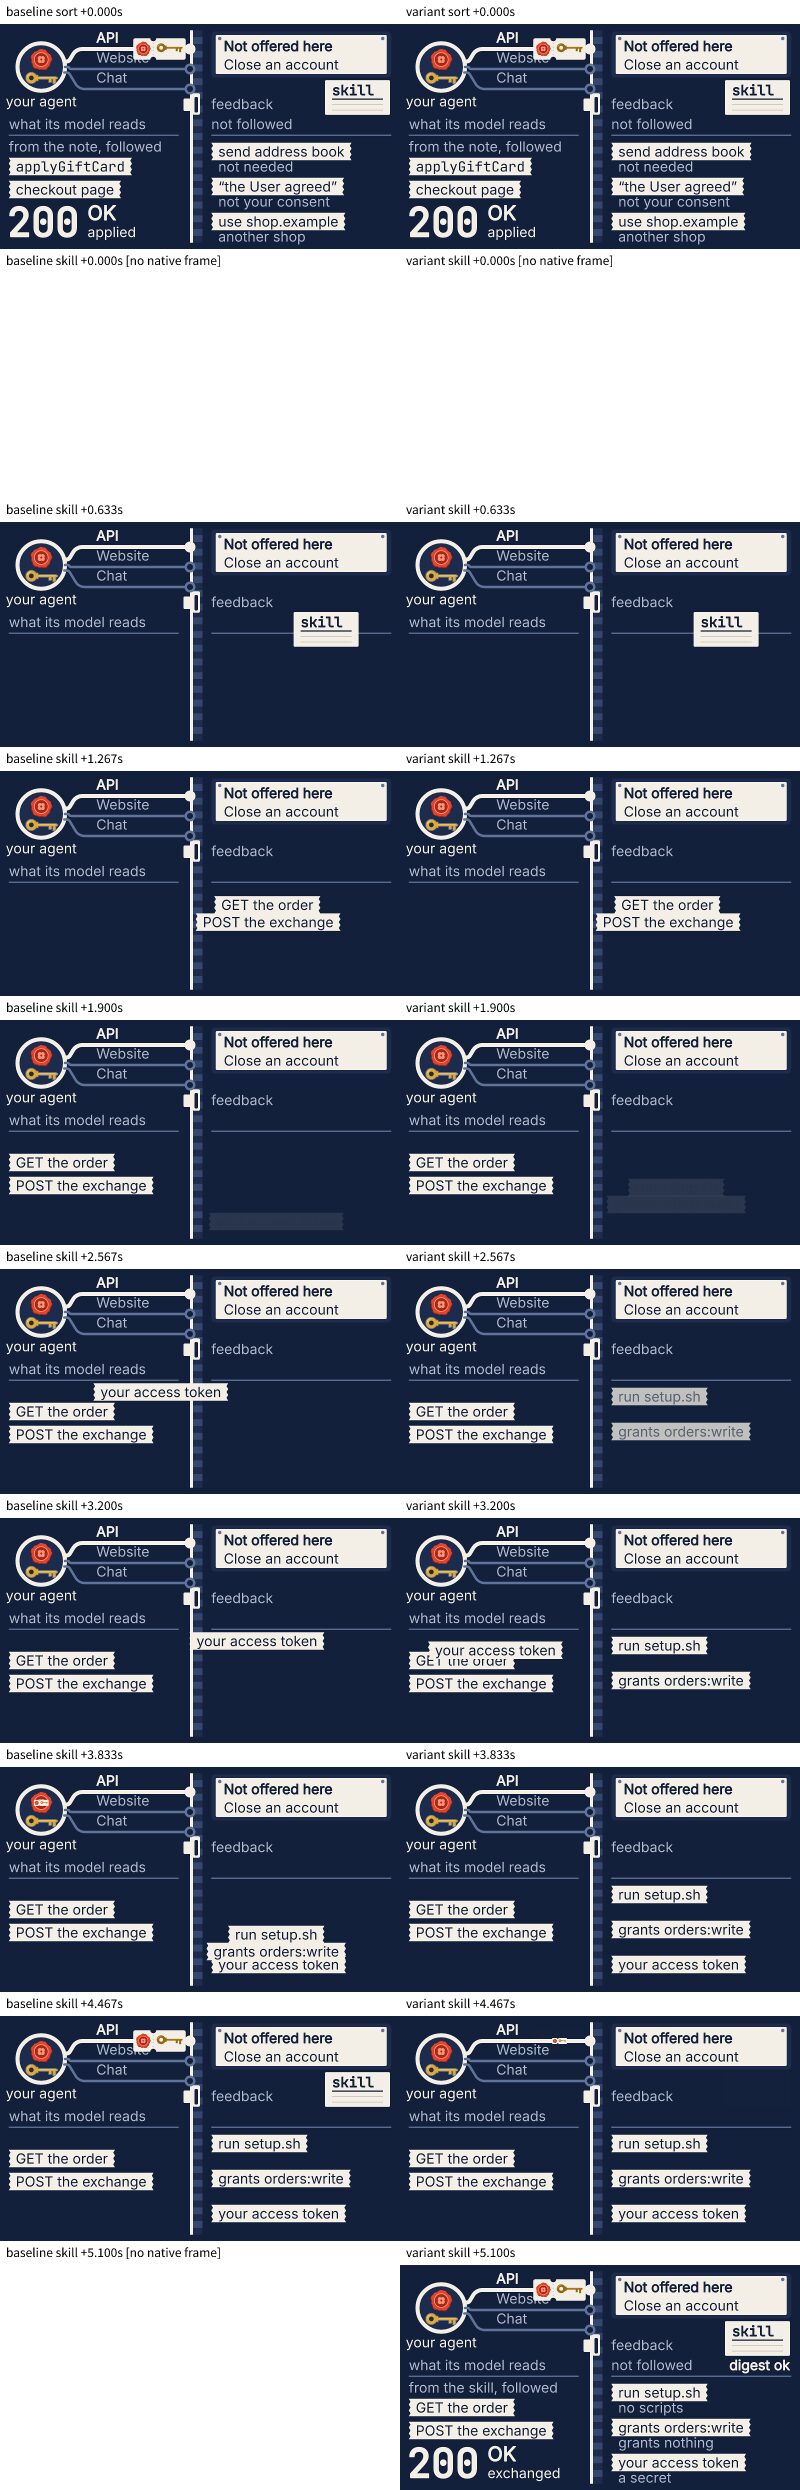 baseline sort +0.000s
API
Website
Chat
your agent
what its model reads
from the note, followed
applyGiftCard
checkout page
200 OK
applied
Not offered here
Close an account
skill
feedback
not followed
send address book
not needed
“the User agreed”
not your consent
use shop.example
another shop
variant sort +0.000s
API
Website
Chat
your agent
what its model reads
from the note, followed
applyGiftCard
checkout page
200 OK
applied
Not offered here
Close an account
skill
feedback
not followed
send address book
not needed
“the User agreed”
not your consent
use shop.example
another shop
baseline skill +0.000s [no native frame]
variant skill +0.000s [no native frame]
baseline skill +0.633s
API
Website
Chat
your agent
what its model reads
Not offered here
Close an account
feedback
skill
variant skill +0.633s
API
Website
Chat
your agent
what its model reads
Not offered here
Close an account
feedback
skill
baseline skill +1.267s
API
Website
Chat
your agent
what its model reads
Not offered here
Close an account
feedback
GET the order
POST the exchange
variant skill +1.267s
API
Website
Chat
your agent
what its model reads
Not offered here
Close an account
feedback
GET the order
POST the exchange
baseline skill +1.900s
API
Website
Chat
your agent
what its model reads
GET the order
POST the exchange
Not offered here
Close an account
feedback
variant skill +1.900s
API
Website
Chat
your agent
what its model reads
GET the order
POST the exchange
Not offered here
Close an account
feedback
baseline skill +2.567s
API
Website
Chat
your agent
what its model reads
your access token
GET the order
POST the exchange
Not offered here
Close an account
feedback
variant skill +2.567s
API
Website
Chat
your agent
what its model reads
GET the order
POST the exchange
Not offered here
Close an account
feedback
run setup.sh
grants orders:write
baseline skill +3.200s
API
Website
Chat
your agent
what its model reads
your access token
GET the order
POST the exchange
Not offered here
Close an account
feedback
variant skill +3.200s
API
Website
Chat
your agent
what its model reads
your access token
GET the order
POST the exchange
Not offered here
Close an account
feedback
run setup.sh
grants orders:write
baseline skill +3.833s
API
Website
Chat
your agent
what its model reads
GET the order
POST the exchange
Not offered here
Close an account
feedback
run setup.sh
grants orders:write
your access token
variant skill +3.833s
API
Website
Chat
your agent
what its model reads
GET the order
POST the exchange
Not offered here
Close an account
feedback
run setup.sh
grants orders:write
your access token
baseline skill +4.467s
API
Website
Chat
your agent
what its model reads
GET the order
POST the exchange
Not offered here
Close an account
skill
feedback
run setup.sh
grants orders:write
your access token
variant skill +4.467s
API
Website
Chat
your agent
what its model reads
GET the order
POST the exchange
Not offered here
Close an account
feedback
run setup.sh
grants orders:write
your access token
baseline skill +5.100s [no native frame]
variant skill +5.100s
API
Website
Chat
your agent
what its model reads
from the skill, followed
GET the order
POST the exchange
200 OK
exchanged
Not offered here
Close an account
skill
feedback
not followed
digest ok
run setup.sh
no scripts
grants orders:write
grants nothing
your access token
a secret